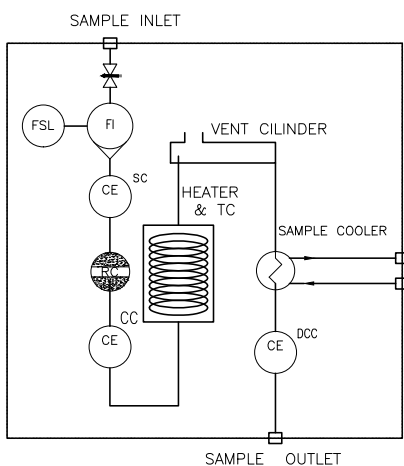 SAMPLE INLET
FSL
FI
VENT CILINDER
CE
SC
HEATER
& TC
SAMPLE COOLER
RC
CC
CE
CE
DCC
SAMPLE OUTLET